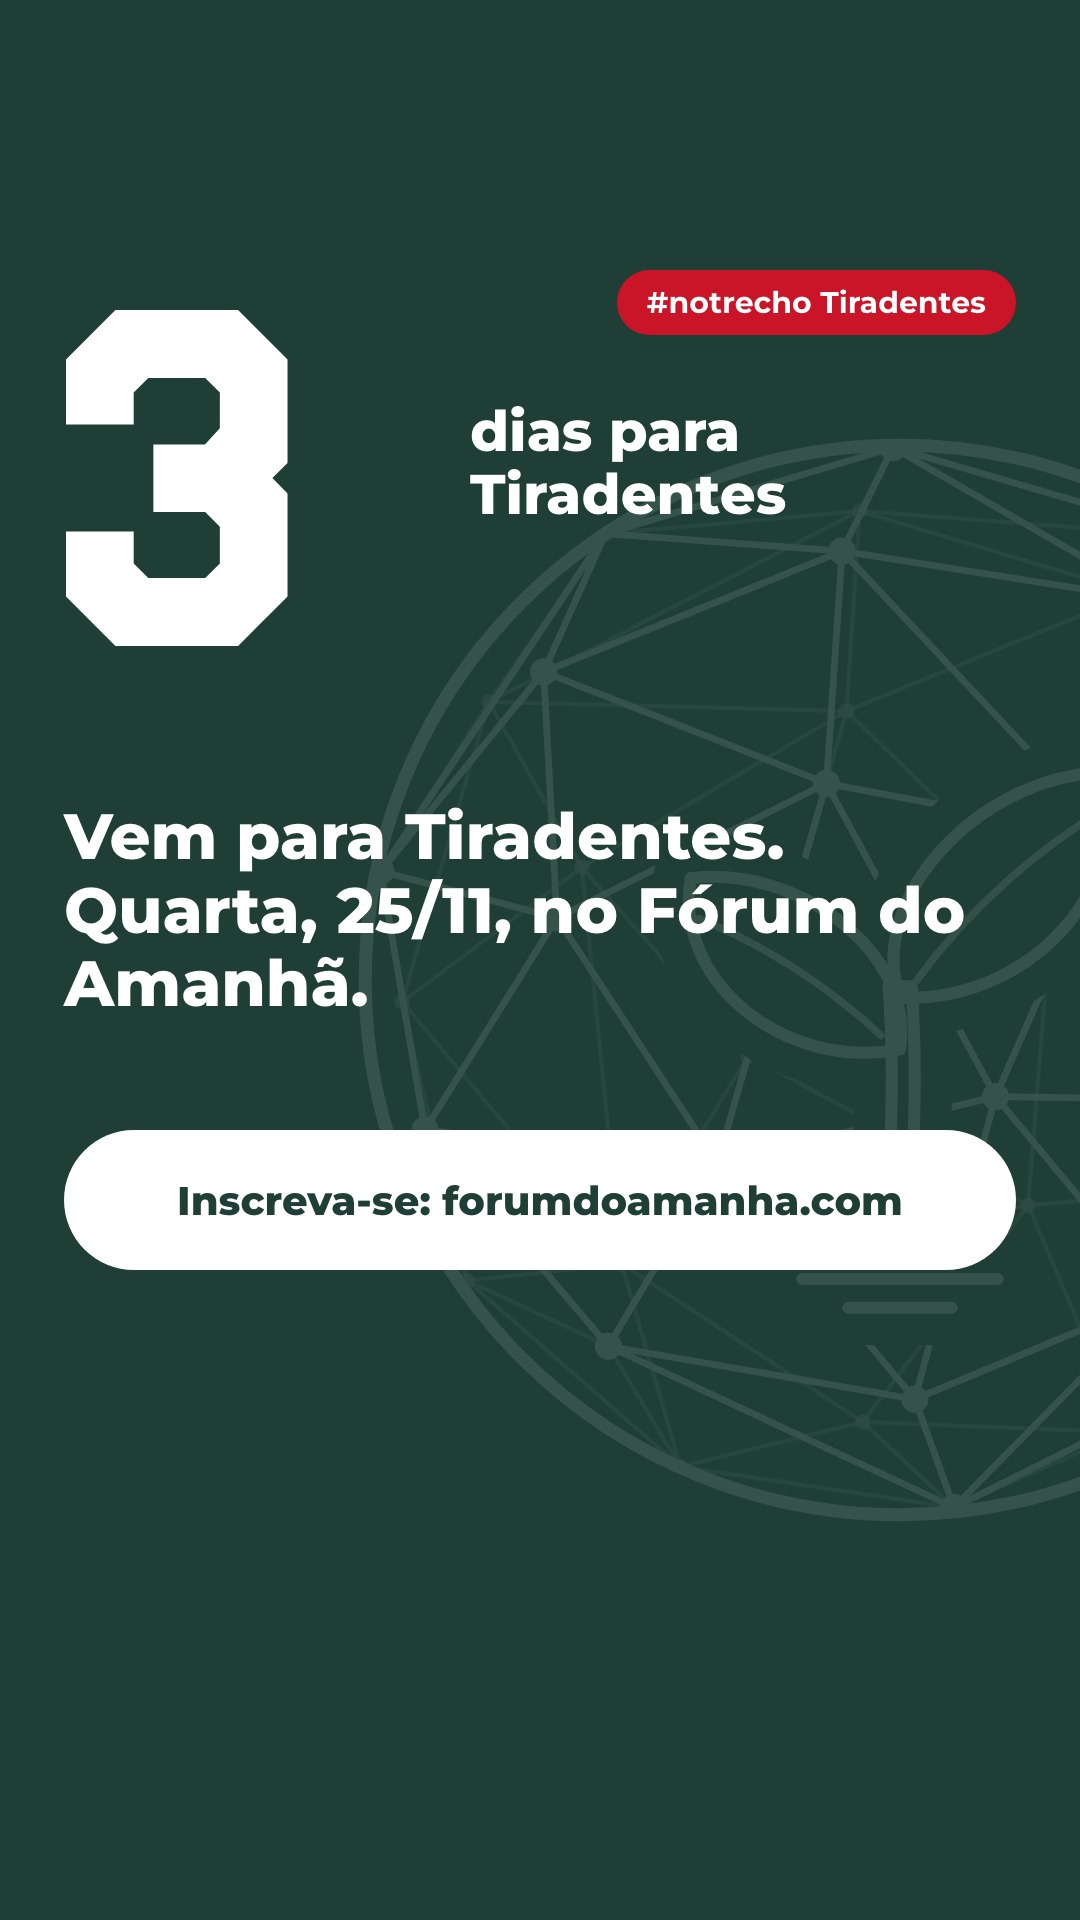 #notrecho Tiradentes
3
dias para
Tiradentes
Vem para Tiradentes.
Quarta, 25/11, no Fórum do
Amanhã.
Inscreva-se: forumdoamanha.com